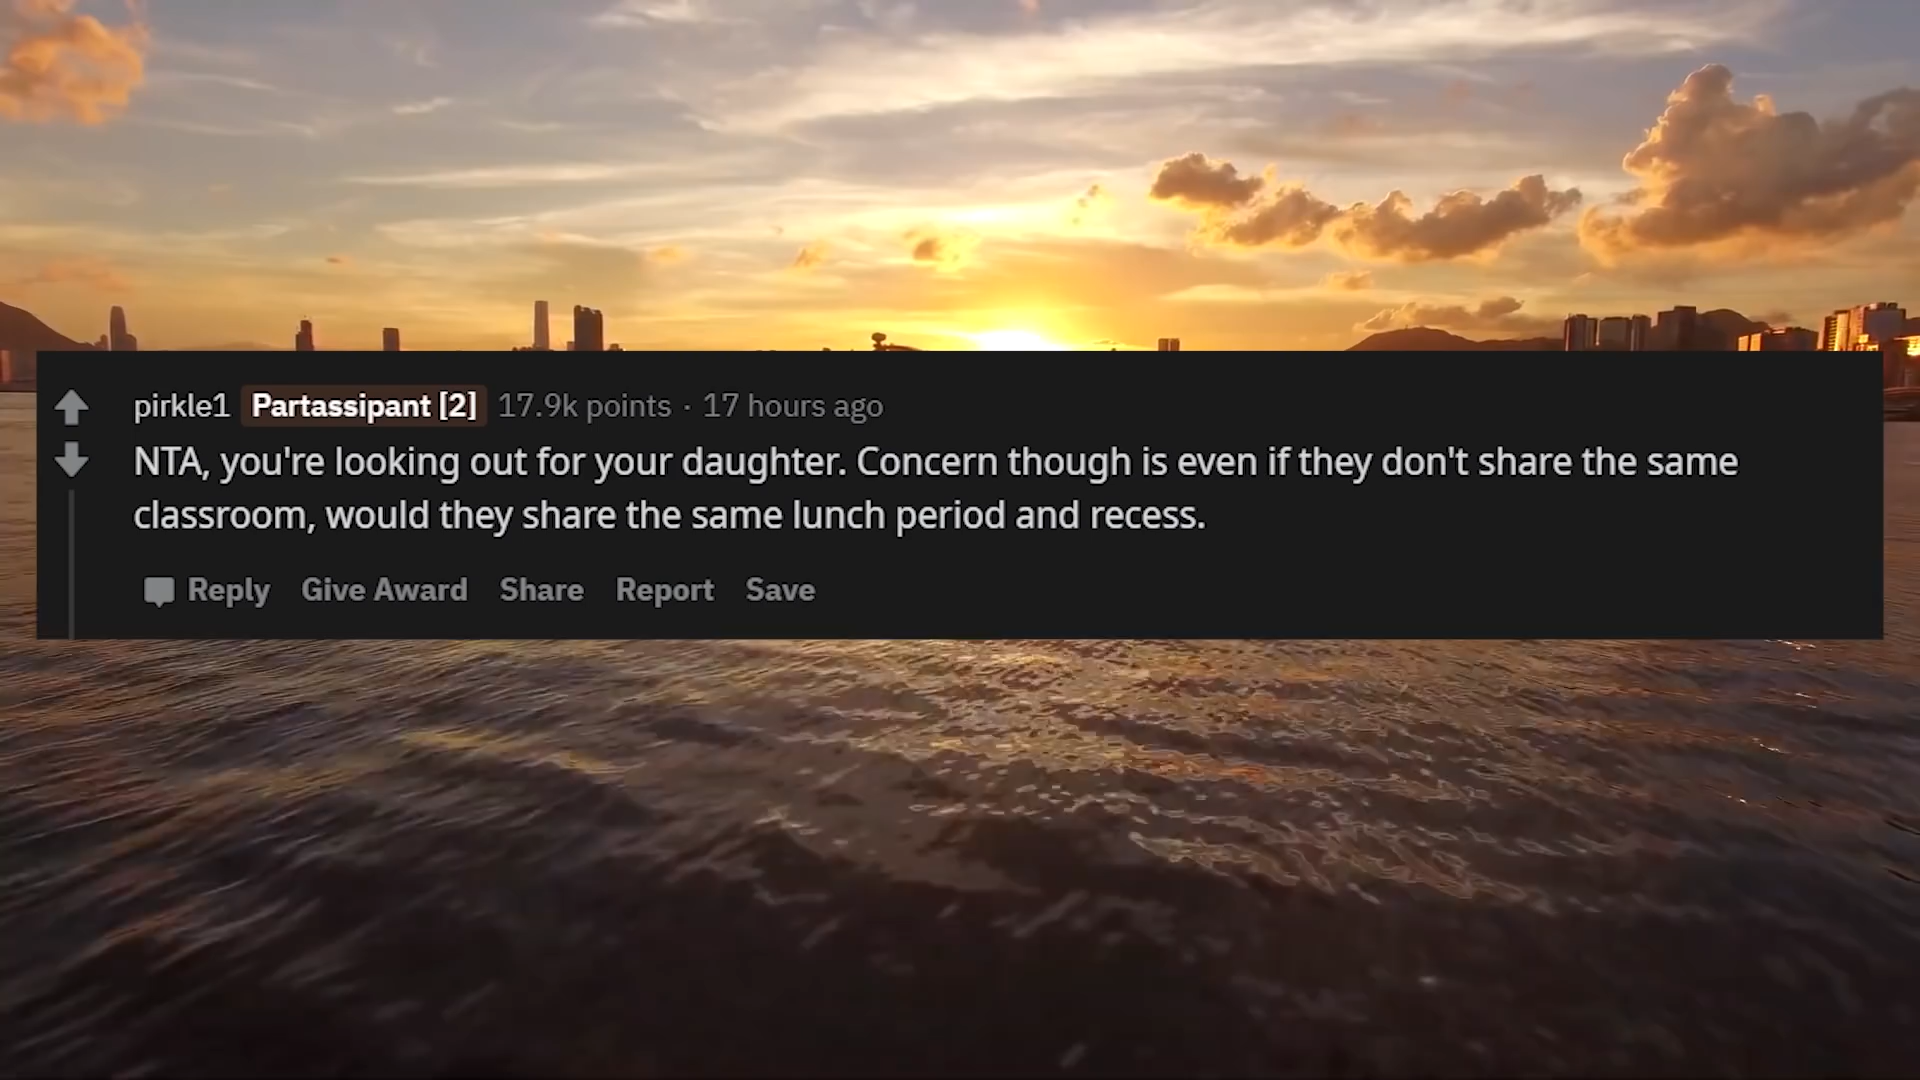 pirkle1 Partassipant [2] 17.9k points · 17 hours ago
NTA, you're looking out for your daughter. Concern though is even if they don't share the same
classroom, would they share the same lunch period and recess.
Reply Give Award Share Report Save